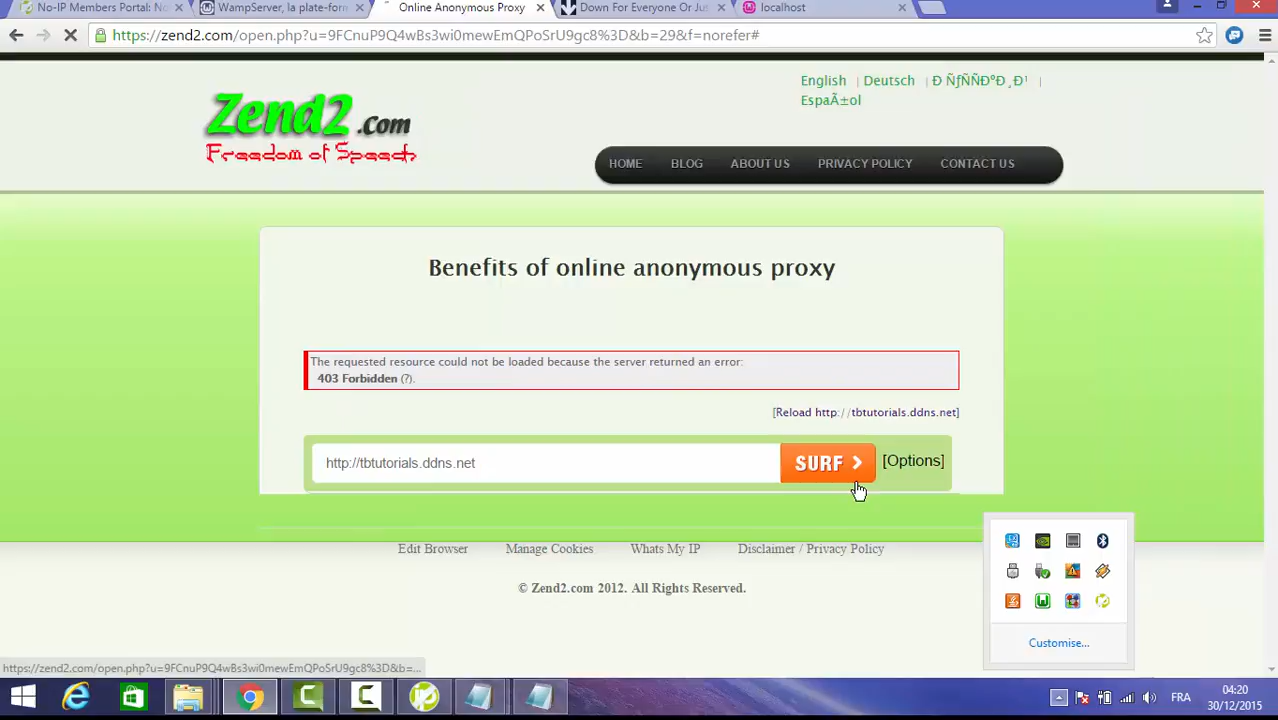 No-IP Members Portal: No
WampServer, la plate-form
Online Anonymous Proxy
Down For Everyone Or Jus
localhost
https://zend2.com/open.php?u=9FCnuP9Q4wBs3wi0mewEmQPoSrU9gc8%3D&b=29&f=norefer#
Zend2.Com
Freedom of Speech
English | Deutsch | Ð ÑƒÑÑÐºÐ¸Ð¹ |
EspaÃ±ol
HOME BLOG ABOUT US PRIVACY POLICY CONTACT US
Benefits of online anonymous proxy
The requested resource could not be loaded because the server returned an error:
403 Forbidden (?).
[Reload http://tbtutorials.ddns.net]
http://tbtutorials.ddns.net SURF > [Options]
Edit Browser Manage Cookies Whats My IP Disclaimer / Privacy Policy
© Zend2.com 2012. All Rights Reserved.
Customise...
https://zend2.com/open.php?u=9FCnuP9Q4wBs3wi0mewEmQPoSrU9gc8%3D&b=...
FRA
04:20
30/12/2015